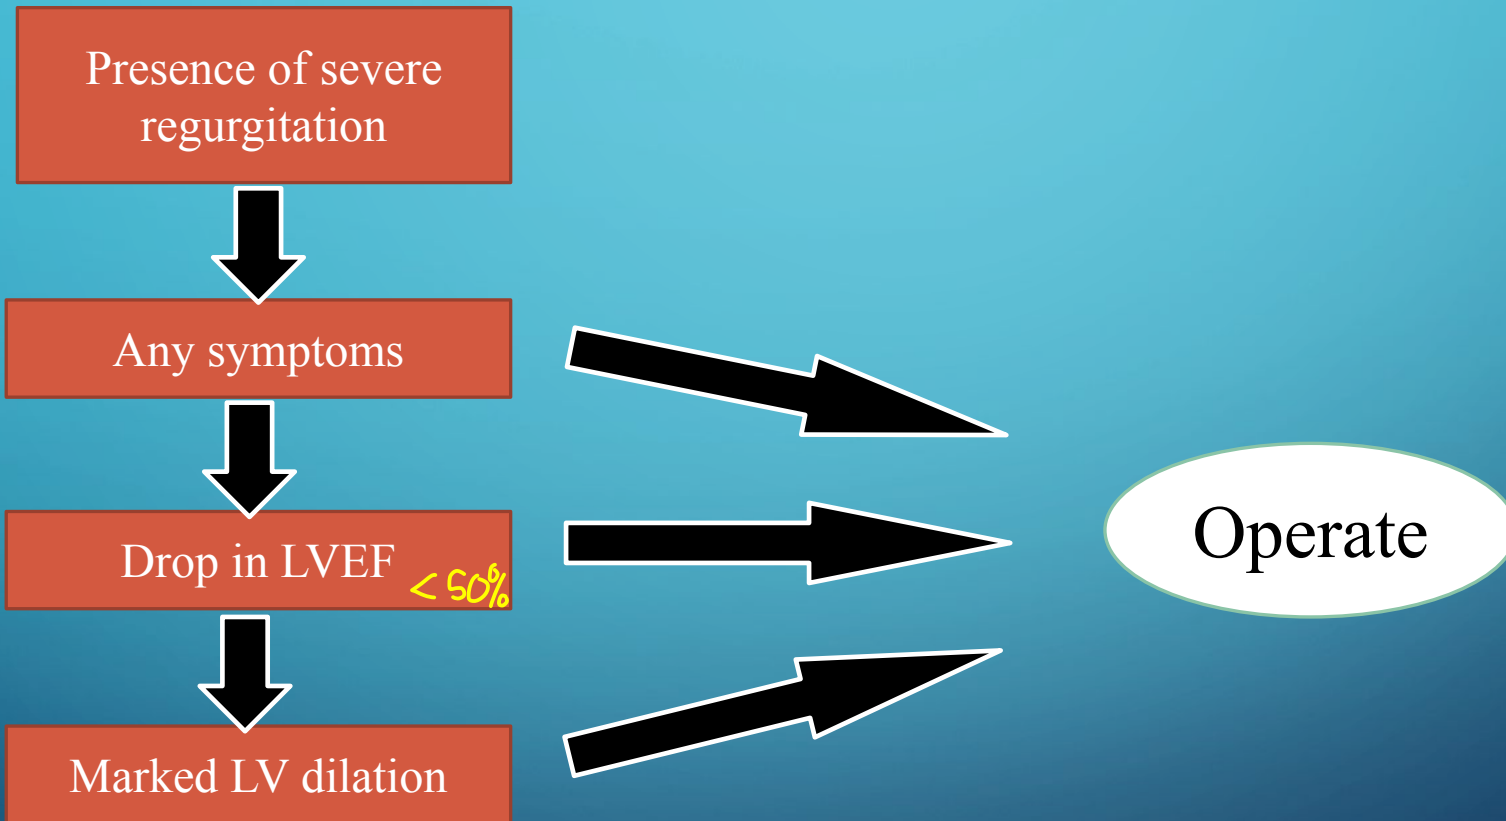 Presence of severe
regurgitation
Any symptoms
Drop in LVEF
<50%
Marked LV dilation
Operate